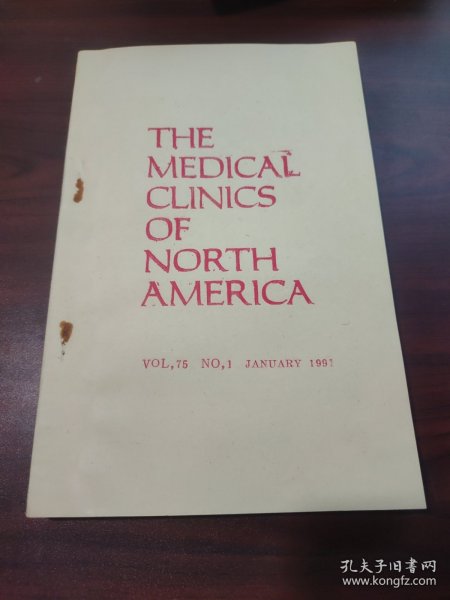 THE
MEDICAL
CLINICS
OF
NORTH
AMERICA
VOL,75 NO,1 JANUARY 1991
孔夫子旧书网
www.kongfz.com